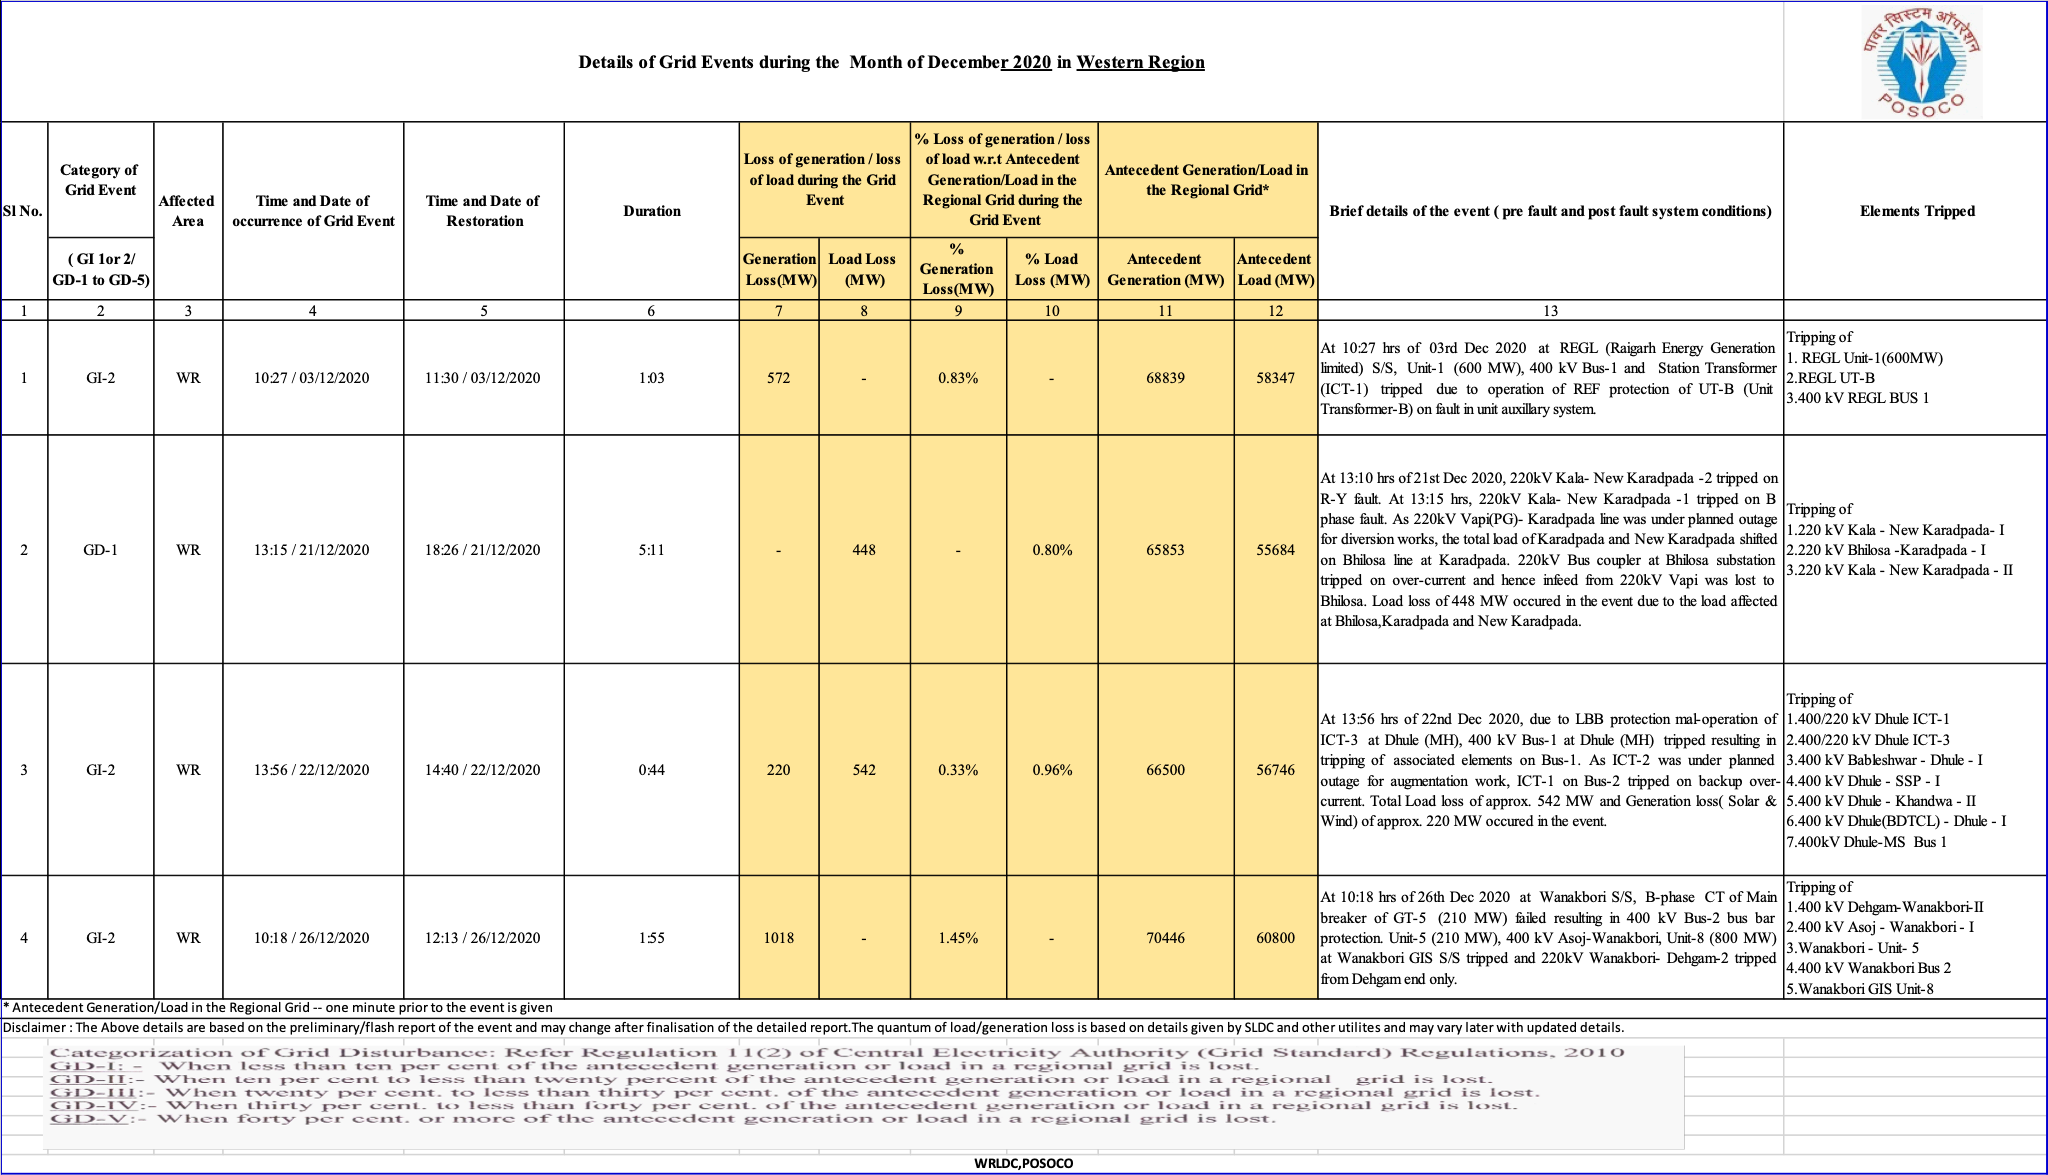 Details of Grid Events during the Month of December 2020 in Western Region
पावर सिस्टम ऑपरेशन
POSOCO
Sl No.
Category of
Grid Event
( GI 1or 2/
GD-1 to GD-5)
Affected
Area
Time and Date of
occurrence of Grid Event
Time and Date of
Restoration
Duration
Loss of generation / loss
of load during the Grid
Event
Generation
Loss(MW)
Load Loss
(MW)
% Loss of generation / loss
of load w.r.t Antecedent
Generation/Load in the
Regional Grid during the
Grid Event
%
Generation
Loss(MW)
% Load
Loss (MW)
Antecedent Generation/Load in
the Regional Grid*
Antecedent
Generation (MW)
Antecedent
Load (MW)
Brief details of the event ( pre fault and post fault system conditions)
Elements Tripped
1 2 3 4 5 6 7 8 9 10 11 12 13
1 GI-2 WR 10:27 / 03/12/2020 11:30 / 03/12/2020 1:03 572 - 0.83% - 68839 58347
At 10:27 hrs of 03rd Dec 2020 at REGL (Raigarh Energy Generation
limited) S/S, Unit-1 (600 MW), 400 kV Bus-1 and Station Transformer
(ICT-1) tripped due to operation of REF protection of UT-B (Unit
Transformer-B) on fault in unit auxillary system.
Tripping of
1. REGL Unit-1(600MW)
2.REGL UT-B
3.400 kV REGL BUS 1
2 GD-1 WR 13:15 / 21/12/2020 18:26 / 21/12/2020 5:11 - 448 - 0.80% 65853 55684
At 13:10 hrs of 21st Dec 2020, 220kV Kala- New Karadpada -2 tripped on
R-Y fault. At 13:15 hrs, 220kV Kala- New Karadpada -1 tripped on B
phase fault. As 220kV Vapi(PG)- Karadpada line was under planned outage
for diversion works, the total load of Karadpada and New Karadpada shifted
on Bhilosa line at Karadpada. 220kV Bus coupler at Bhilosa substation
tripped on over-current and hence infeed from 220kV Vapi was lost to
Bhilosa. Load loss of 448 MW occured in the event due to the load affected
at Bhilosa,Karadpada and New Karadpada.
Tripping of
1.220 kV Kala - New Karadpada- I
2.220 kV Bhilosa -Karadpada - I
3.220 kV Kala - New Karadpada - II
3 GI-2 WR 13:56 / 22/12/2020 14:40 / 22/12/2020 0:44 220 542 0.33% 0.96% 66500 56746
At 13:56 hrs of 22nd Dec 2020, due to LBB protection mal-operation of
ICT-3 at Dhule (MH), 400 kV Bus-1 at Dhule (MH) tripped resulting in
tripping of associated elements on Bus-1. As ICT-2 was under planned
outage for augmentation work, ICT-1 on Bus-2 tripped on backup over-
current. Total Load loss of approx. 542 MW and Generation loss( Solar &
Wind) of approx. 220 MW occured in the event.
Tripping of
1.400/220 kV Dhule ICT-1
2.400/220 kV Dhule ICT-3
3.400 kV Bableshwar - Dhule - I
4.400 kV Dhule - SSP - I
5.400 kV Dhule - Khandwa - II
6.400 kV Dhule(BDTCL) - Dhule - I
7.400kV Dhule-MS Bus 1
4 GI-2 WR 10:18 / 26/12/2020 12:13 / 26/12/2020 1:55 1018 - 1.45% - 70446 60800
At 10:18 hrs of 26th Dec 2020 at Wanakbori S/S, B-phase CT of Main
breaker of GT-5 (210 MW) failed resulting in 400 kV Bus-2 bus bar
protection. Unit-5 (210 MW), 400 kV Asoj-Wanakbori, Unit-8 (800 MW)
at Wanakbori GIS S/S tripped and 220kV Wanakbori- Dehgam-2 tripped
from Dehgam end only.
Tripping of
1.400 kV Dehgam-Wanakbori-II
2.400 kV Asoj - Wanakbori - I
3.Wanakbori - Unit- 5
4.400 kV Wanakbori Bus 2
5.Wanakbori GIS Unit-8
* Antecedent Generation/Load in the Regional Grid -- one minute prior to the event is given
Disclaimer : The Above details are based on the preliminary/flash report of the event and may change after finalisation of the detailed report.The quantum of load/generation loss is based on details given by SLDC and other utilites and may vary later with updated details.
Categorization of Grid Disturbance: Refer Regulation 11(2) of Central Electricity Authority (Grid Standard) Regulations, 2010
GD-I: - When less than ten per cent of the antecedent generation or load in a regional grid is lost.
GD-II:- When ten per cent to less than twenty percent of the antecedent generation or load in a regional grid is lost.
GD-III:- When twenty per cent. to less than thirty per cent. of the antecedent generation or load in a regional grid is lost.
GD-IV:- When thirty per cent. to less than forty per cent. of the antecedent generation or load in a regional grid is lost.
GD-V:- When forty per cent. or more of the antecedent generation or load in a regional grid is lost.
WRLDC,POSOCO